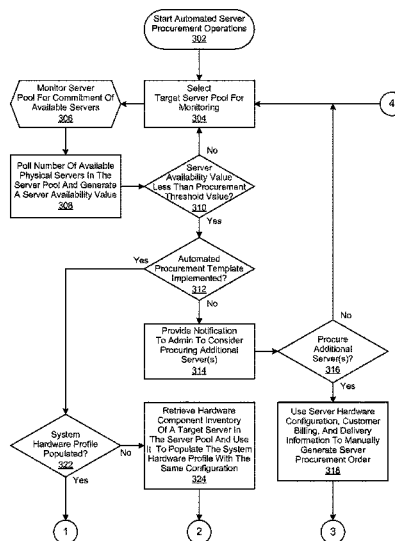 Start Automated Server
Procurement Operations
302
Monitor Server
Pool For Commitment Of
Available Servers
306
Select
Target Server Pool For
Monitoring
304
4
No
Poll Number Of Available
Physical Servers In The
Server Pool And Generate
A Server Availability Value
308
Server
Availability Value
Less Than Procurement
Threshold Value?
310
Yes
Yes
Automated
Procurement Template
Implemented?
312
No
No
Provide Notification
To Admin To Consider
Procuring Additional
Server(s)
314
Procure
Additional
Server(s)?
316
Yes
System
Hardware Profile
Populated?
322
No
Yes
Retrieve Hardware
Component Inventory
Of A Target Server in
The Server Pool And Use
It To Populate The System
Hardware Profile With The
Same Configuration
324
Use Server Hardware
Configuration, Customer
Billing, And Delivery
Information To Manually
Generate Server
Procurement Order
318
1
2
3